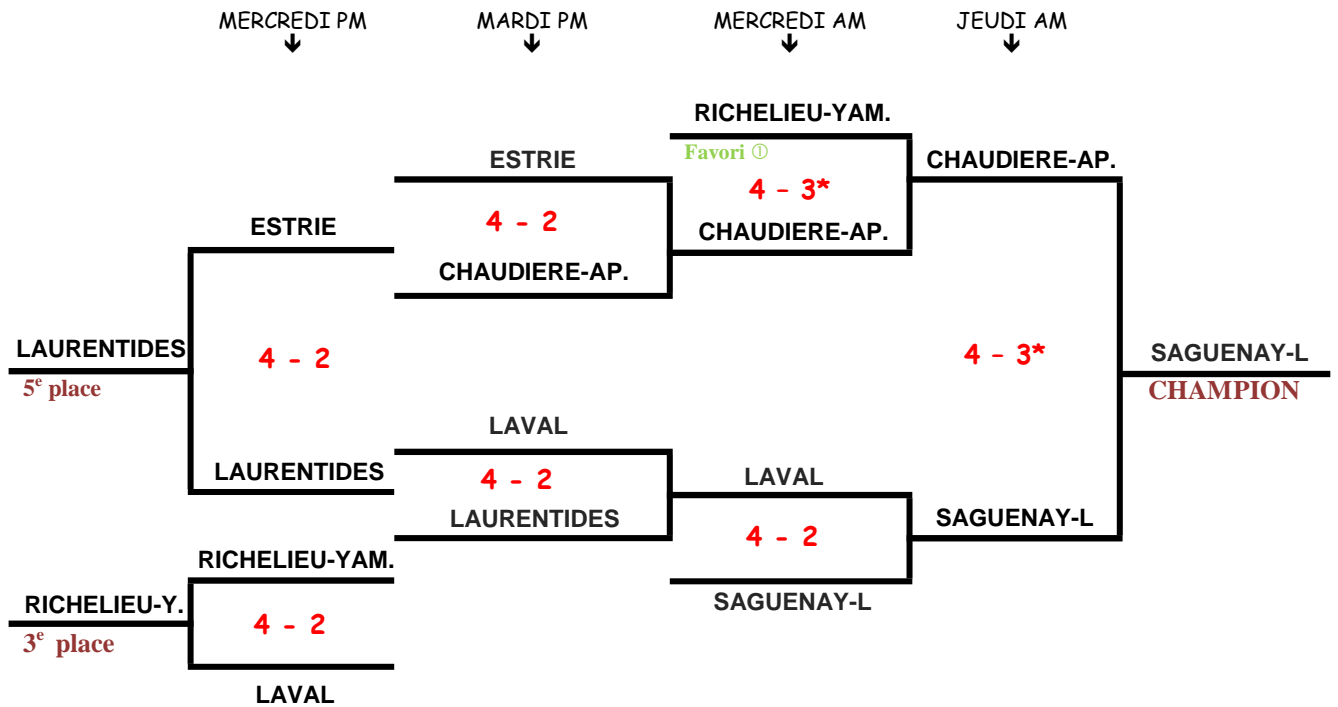 MERCREDI PM MARDI PM MERCREDI AM JEUDI AM
RICHELIEU-YAM.
Favori ①
ESTRIE
CHAUDIERE-AP.
4 - 3*
4 - 2
ESTRIE
CHAUDIERE-AP.
CHAUDIERE-AP.
LAURENTIDES
5e place
4 - 2
4 - 3*
SAGUENAY-L
CHAMPION
LAVAL
LAURENTIDES
4 - 2
LAVAL
LAURENTIDES
SAGUENAY-L
4 - 2
RICHELIEU-YAM.
RICHELIEU-Y.
3e place
4 - 2
SAGUENAY-L
LAVAL